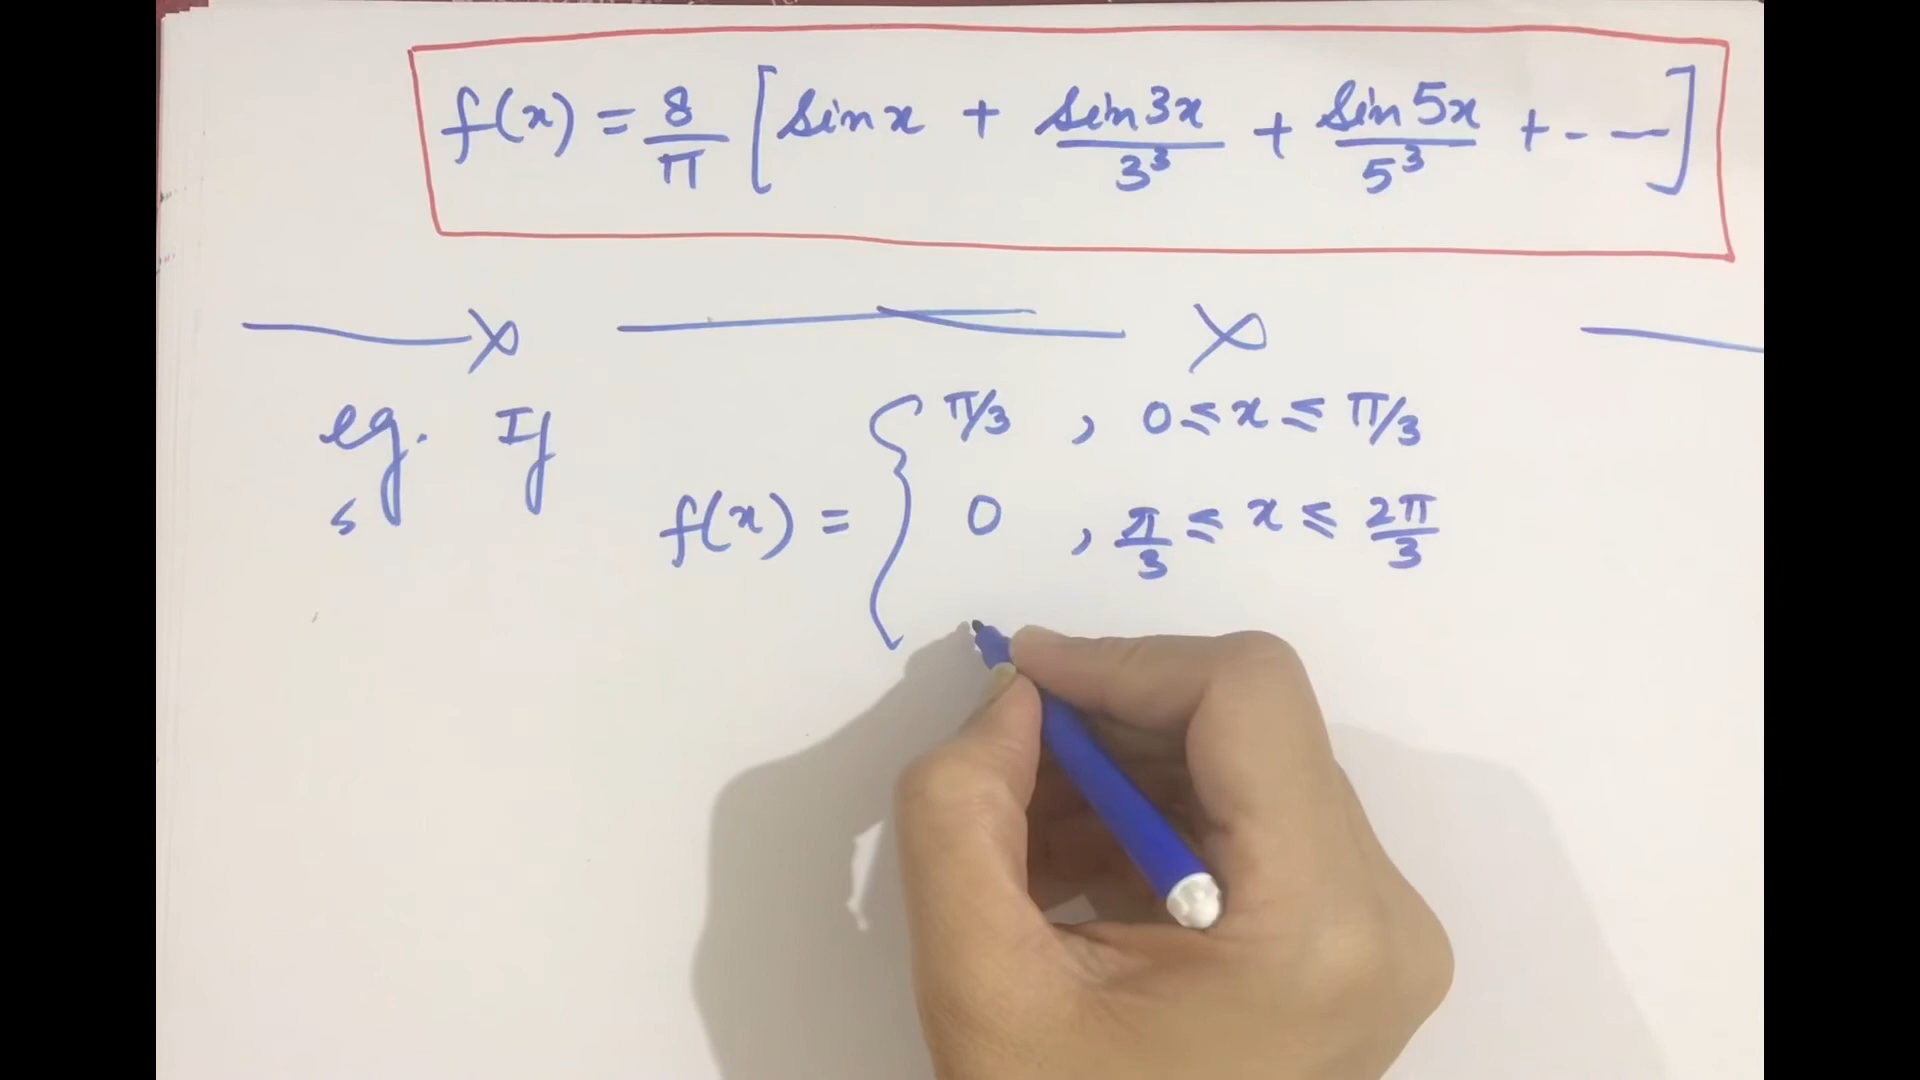 f(x) = 8/π [sin x + sin 3x/3³ + sin 5x/5³ + - —]
eg. If
s
f(x) = { π/3 , 0 ≤ x ≤ π/3
0 , π/3 ≤ x ≤ 2π/3